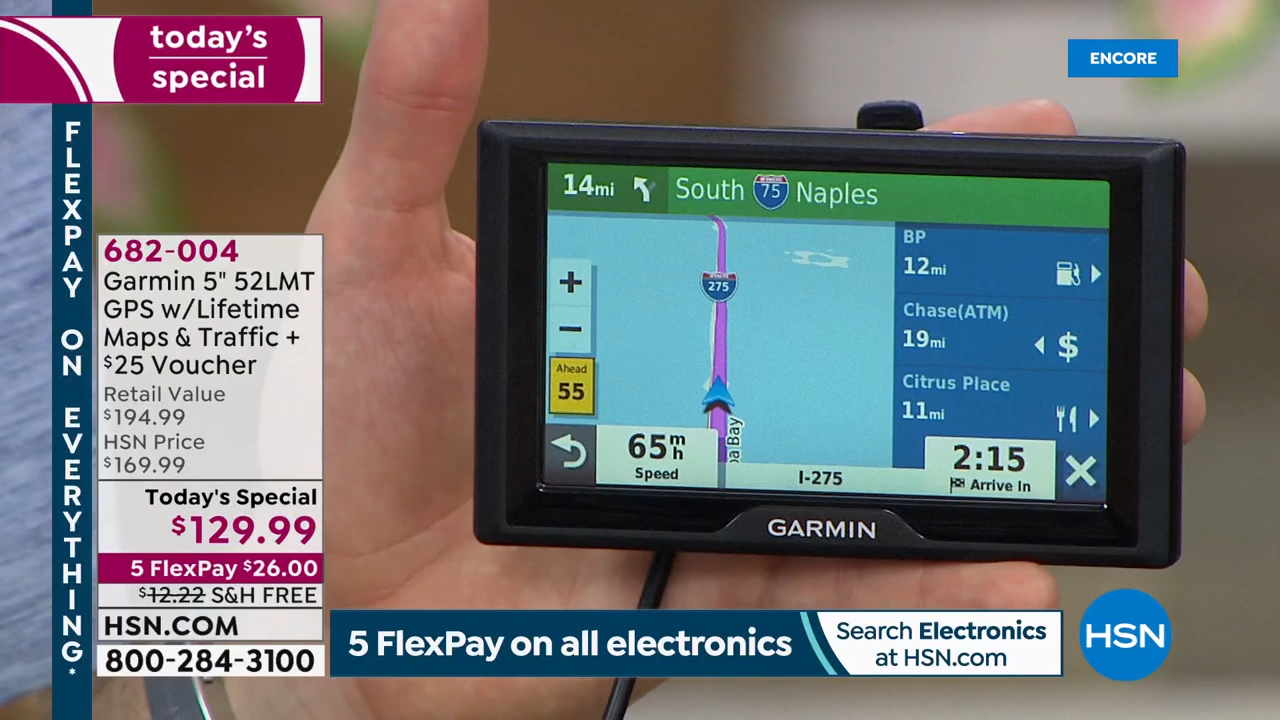 today's
special
ENCORE
FLEXPAY ON EVERYTHING*
682-004
Garmin 5" 52LMT
GPS w/Lifetime
Maps & Traffic +
$25 Voucher
Retail Value
$194.99
HSN Price
$169.99
Today's Special
$129.99
5 FlexPay $26.00
$12.22 S&H FREE
HSN.COM
800-284-3100
14mi South 75 Naples
BP
12mi
275
Chase(ATM)
19mi $
Ahead
55
Citrus Place
11mi
65mh
Speed
I-275
2:15
Arrive In
GARMIN
5 FlexPay on all electronics
Search Electronics
at HSN.com
HSN